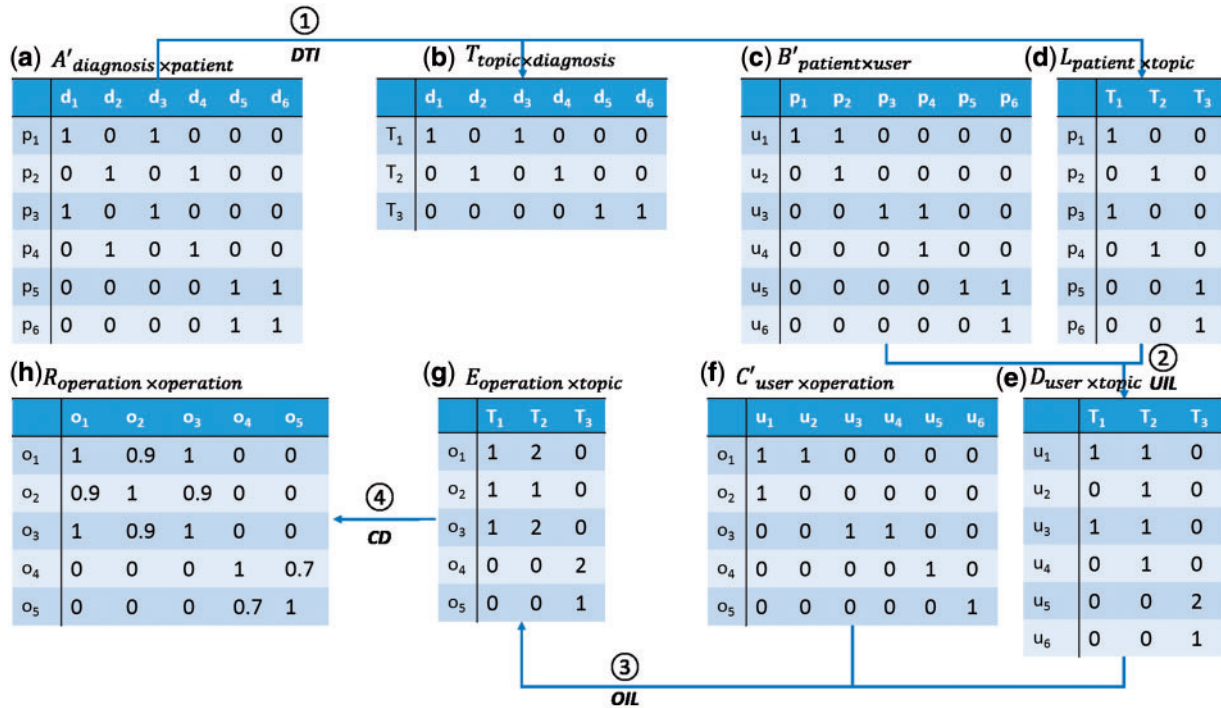 ①
DTI
(a) A′diagnosis×patient
(b) Ttopic×diagnosis
(c) B′patient×user
(d) Lpatient×topic
d1 d2 d3 d4 d5 d6
p1 1 0 1 0 0 0
p2 0 1 0 1 0 0
p3 1 0 1 0 0 0
p4 0 1 0 1 0 0
p5 0 0 0 0 1 1
p6 0 0 0 0 1 1
d1 d2 d3 d4 d5 d6
T1 1 0 1 0 0 0
T2 0 1 0 1 0 0
T3 0 0 0 0 1 1
p1 p2 p3 p4 p5 p6
u1 1 1 0 0 0 0
u2 0 1 0 0 0 0
u3 0 0 1 1 0 0
u4 0 0 0 1 0 0
u5 0 0 0 0 1 1
u6 0 0 0 0 0 1
T1 T2 T3
p1 1 0 0
p2 0 1 0
p3 1 0 0
p4 0 1 0
p5 0 0 1
p6 0 0 1
②
UIL
(h) Roperation×operation
(g) Eoperation×topic
(f) C′user×operation
(e) Duser×topic
o1 o2 o3 o4 o5
o1 1 0.9 1 0 0
o2 0.9 1 0.9 0 0
o3 1 0.9 1 0 0
o4 0 0 0 1 0.7
o5 0 0 0 0.7 1
④
CD
T1 T2 T3
o1 1 2 0
o2 1 1 0
o3 1 2 0
o4 0 0 2
o5 0 0 1
u1 u2 u3 u4 u5 u6
o1 1 1 0 0 0 0
o2 1 0 0 0 0 0
o3 0 0 1 1 0 0
o4 0 0 0 0 1 0
o5 0 0 0 0 0 1
T1 T2 T3
u1 1 1 0
u2 0 1 0
u3 1 1 0
u4 0 1 0
u5 0 0 2
u6 0 0 1
③
OIL